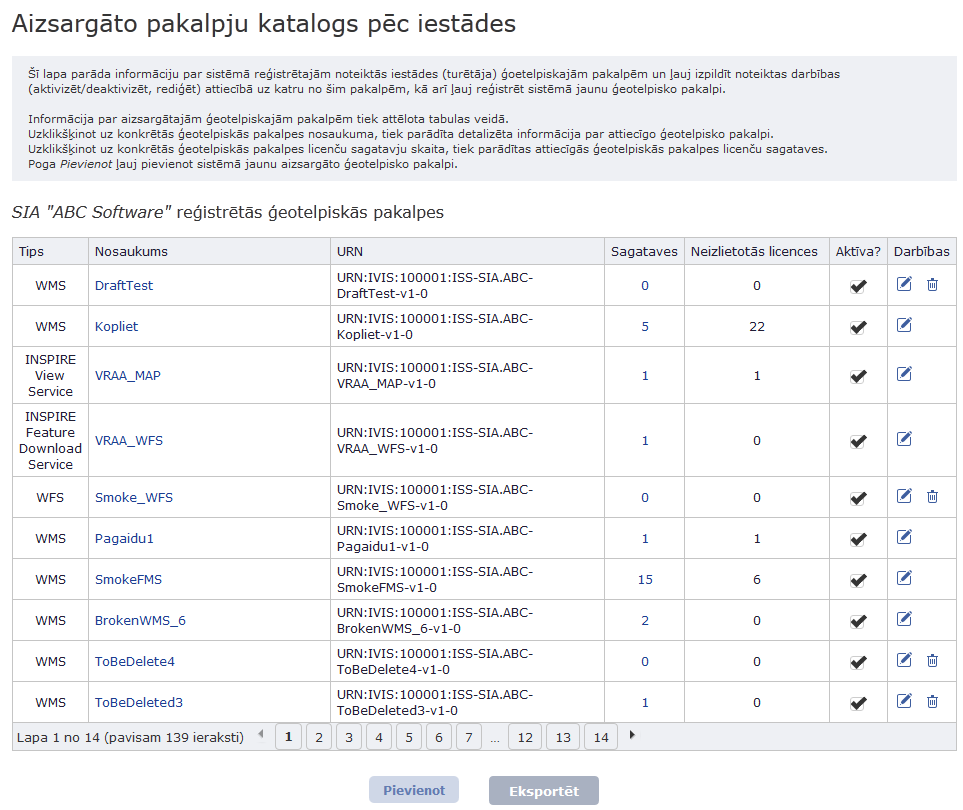 Aizsargāto pakalpju katalogs pēc iestādes
Šī lapa parāda informāciju par sistēmā reģistrētajām noteiktās iestādes (turētāja) ģoetelpiskajām pakalpēm un ļauj izpildīt noteiktas darbības
(aktivizēt/deaktivizēt, rediģēt) attiecībā uz katru no šim pakalpēm, kā arī ļauj reģistrēt sistēmā jaunu ģeotelpisko pakalpi.
Informācija par aizsargātajām ģeotelpiskajām pakalpēm tiek attēlota tabulas veidā.
Uzklikšķinot uz konkrētās ģeotelpiskās pakalpes nosaukuma, tiek parādīta detalizēta informācija par attiecīgo ģeotelpisko pakalpi.
Uzklikšķinot uz konkrētās ģeotelpiskās pakalpes licenču sagatavju skaita, tiek parādītas attiecīgās ģeotelpiskās pakalpes licenču sagataves.
Poga Pievienot ļauj pievienot sistēmā jaunu aizsargāto ģeotelpisko pakalpi.
SIA "ABC Software" reģistrētās ģeotelpiskās pakalpes
Tips Nosaukums URN Sagataves Neizlietotās licences Aktīva? Darbības
WMS DraftTest URN:IVIS:100001:ISS-SIA.ABC-
DraftTest-v1-0 0 0
WMS Kopliet URN:IVIS:100001:ISS-SIA.ABC-
Kopliet-v1-0 5 22
INSPIRE
View
Service VRAA_MAP URN:IVIS:100001:ISS-SIA.ABC-
VRAA_MAP-v1-0 1 1
INSPIRE
Feature
Download
Service VRAA_WFS URN:IVIS:100001:ISS-SIA.ABC-
VRAA_WFS-v1-0 1 0
WFS Smoke_WFS URN:IVIS:100001:ISS-SIA.ABC-
Smoke_WFS-v1-0 0 0
WMS Pagaidu1 URN:IVIS:100001:ISS-SIA.ABC-
Pagaidu1-v1-0 1 1
WMS SmokeFMS URN:IVIS:100001:ISS-SIA.ABC-
SmokeFMS-v1-0 15 6
WMS BrokenWMS_6 URN:IVIS:100001:ISS-SIA.ABC-
BrokenWMS_6-v1-0 2 0
WMS ToBeDelete4 URN:IVIS:100001:ISS-SIA.ABC-
ToBeDelete4-v1-0 0 0
WMS ToBeDeleted3 URN:IVIS:100001:ISS-SIA.ABC-
ToBeDeleted3-v1-0 1 0
Lapa 1 no 14 (pavisam 139 ieraksti) 1 2 3 4 5 6 7 ... 12 13 14
Pievienot Eksportēt